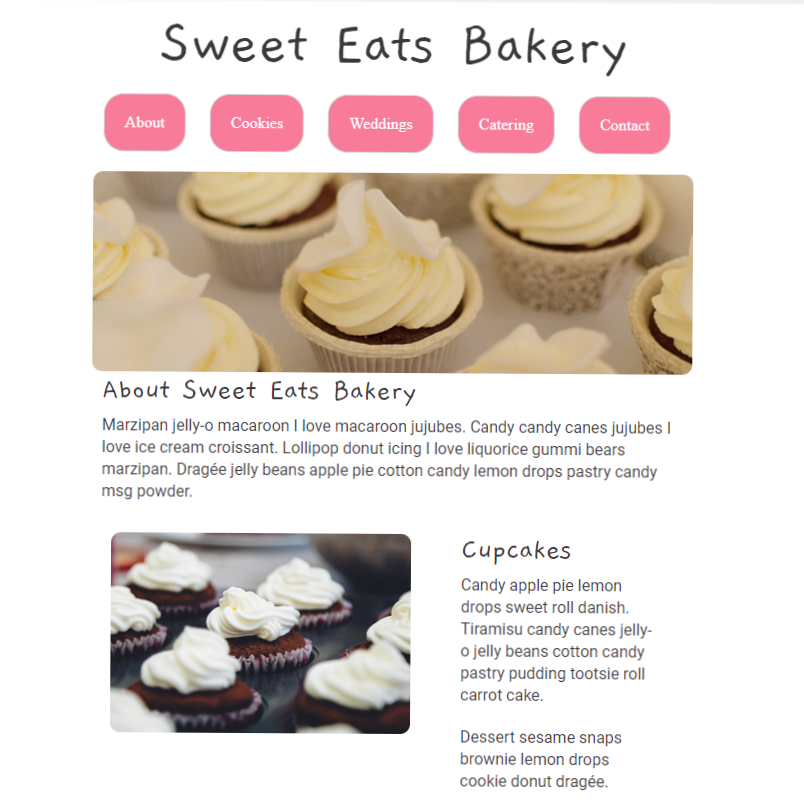 Sweet Eats Bakery
About Cookies Weddings Catering Contact
About Sweet Eats Bakery
Marzipan jelly-o macaroon I love macaroon jujubes. Candy candy canes jujubes I
love ice cream croissant. Lollipop donut icing I love liquorice gummi bears
marzipan. Dragée jelly beans apple pie cotton candy lemon drops pastry candy
msg powder.
Cupcakes
Candy apple pie lemon
drops sweet roll danish.
Tiramisu candy canes jelly-
o jelly beans cotton candy
pastry pudding tootsie roll
carrot cake.
Dessert sesame snaps
brownie lemon drops
cookie donut dragée.